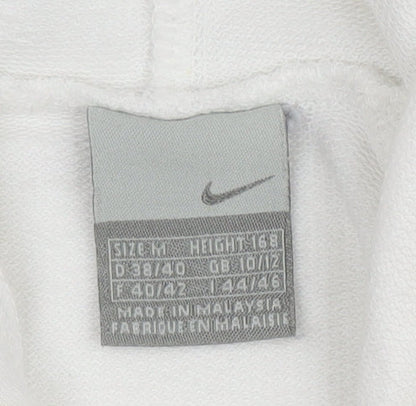 SIZE M HEIGHT 168
D 38/40 GB 10/12
F 40/42 I 44/46
MADE IN MALAYSIA
FABRIQUE EN MALAISIE